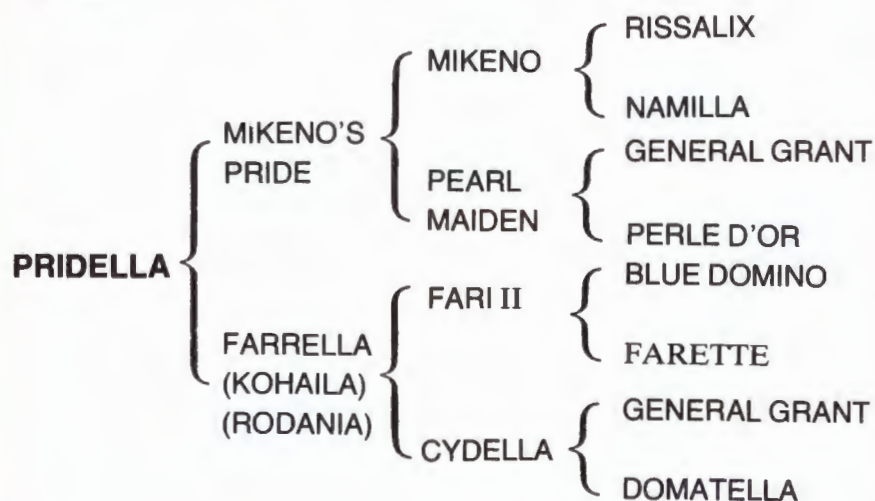 RISSALIX
MIKENO
NAMILLA
MiKENO'S
PRIDE
GENERAL GRANT
PEARL
MAIDEN
PERLE D'OR
PRIDELLA
BLUE DOMINO
FARI II
FARRELLA
(KOHAILA)
(RODANIA)
FARETTE
GENERAL GRANT
CYDELLA
DOMATELLA